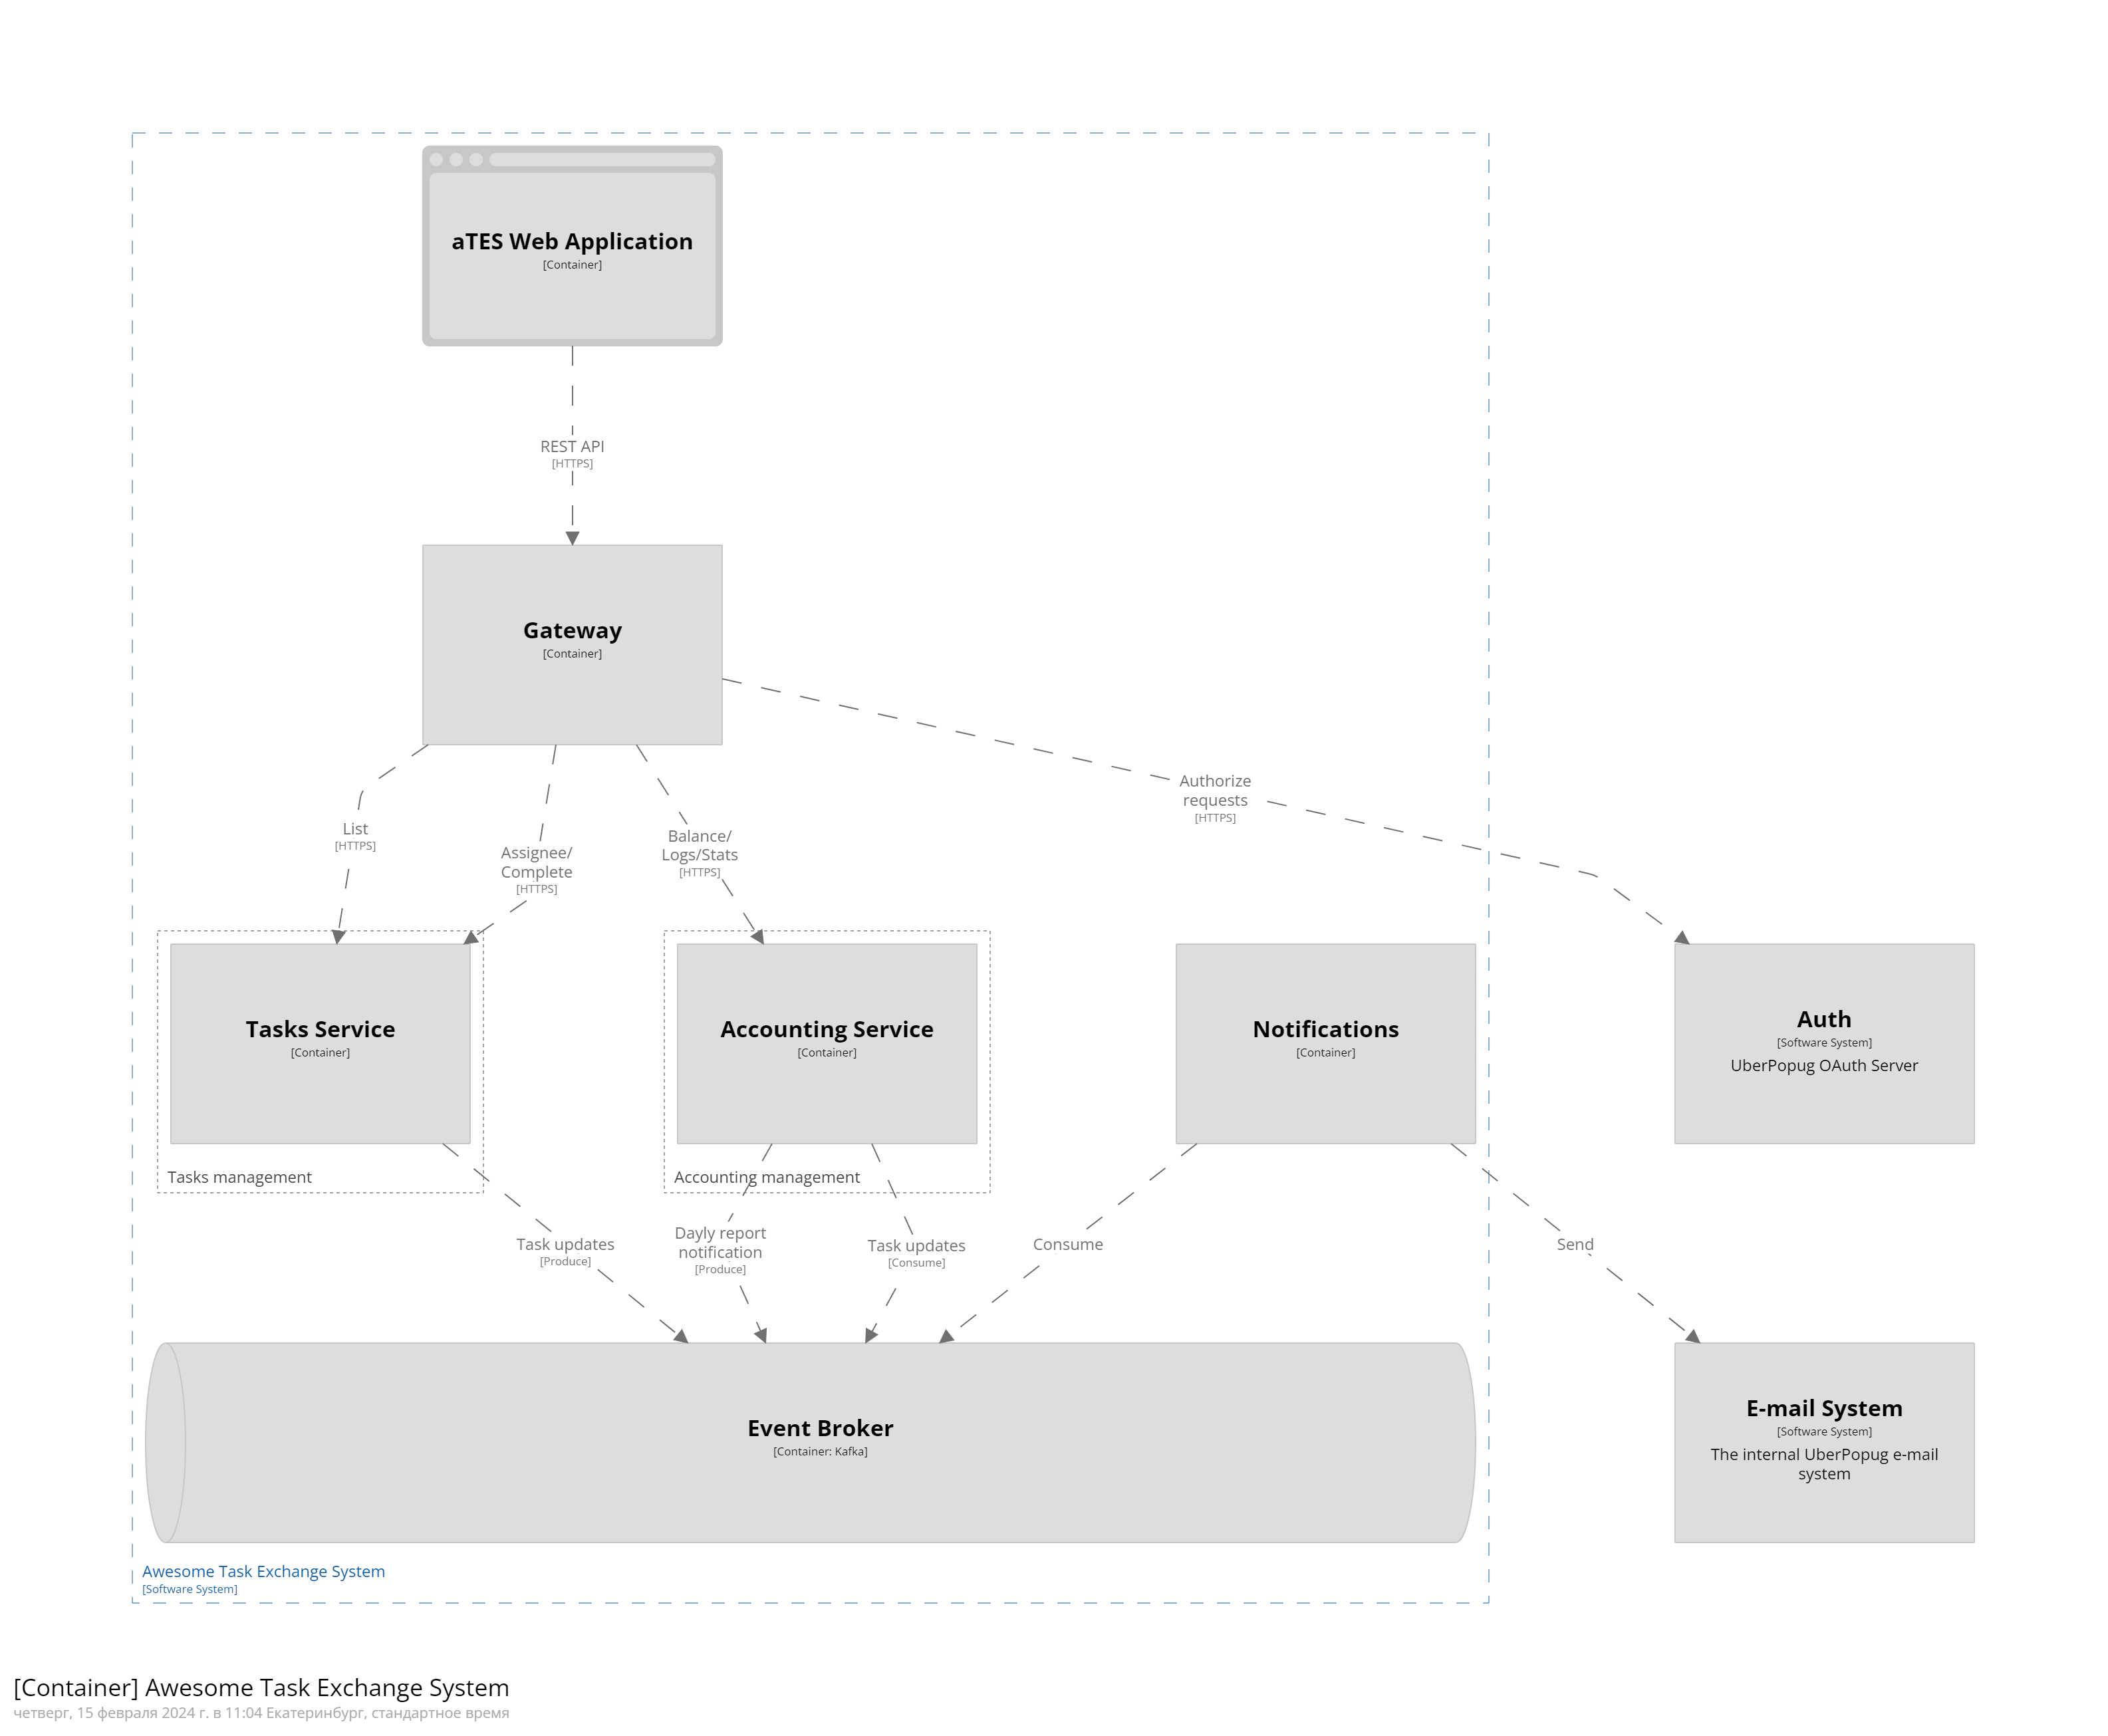 aTES Web Application
[Container]
REST API
[HTTPS]
Gateway
[Container]
Authorize
requests
[HTTPS]
List
[HTTPS]
Assignee/
Complete
[HTTPS]
Balance/
Logs/Stats
[HTTPS]
Tasks Service
[Container]
Tasks management
Accounting Service
[Container]
Accounting management
Notifications
[Container]
Auth
[Software System]
UberPopug OAuth Server
Task updates
[Produce]
Dayly report
notification
[Produce]
Task updates
[Consume]
Consume
Send
Event Broker
[Container: Kafka]
E-mail System
[Software System]
The internal UberPopug e-mail
system
Awesome Task Exchange System
[Software System]
[Container] Awesome Task Exchange System
четверг, 15 февраля 2024 г. в 11:04 Екатеринбург, стандартное время